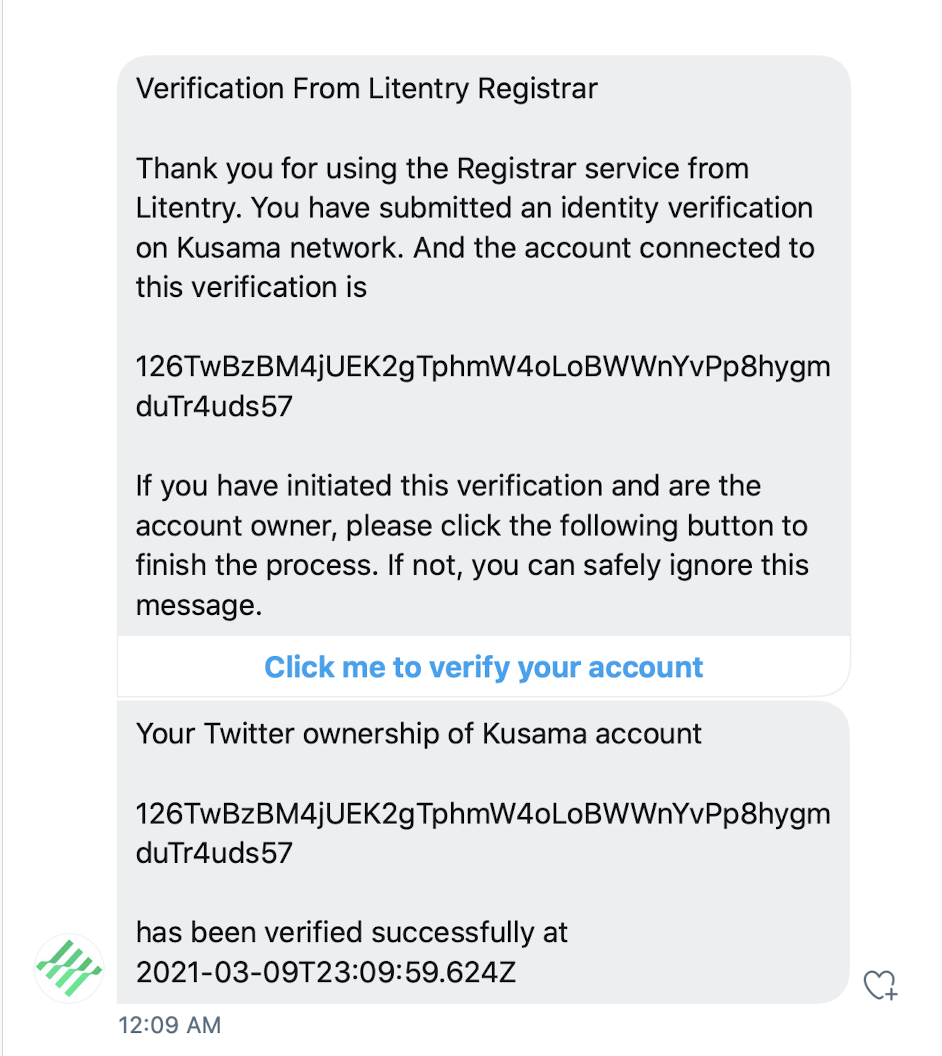 Verification From Litentry Registrar
Thank you for using the Registrar service from
Litentry. You have submitted an identity verification
on Kusama network. And the account connected to
this verification is
126TwBzBM4jUEK2gTphmW4oLoBWWnYvPp8hygm
duTr4uds57
If you have initiated this verification and are the
account owner, please click the following button to
finish the process. If not, you can safely ignore this
message.
Click me to verify your account
Your Twitter ownership of Kusama account
126TwBzBM4jUEK2gTphmW4oLoBWWnYvPp8hygm
duTr4uds57
has been verified successfully at
2021-03-09T23:09:59.624Z
12:09 AM